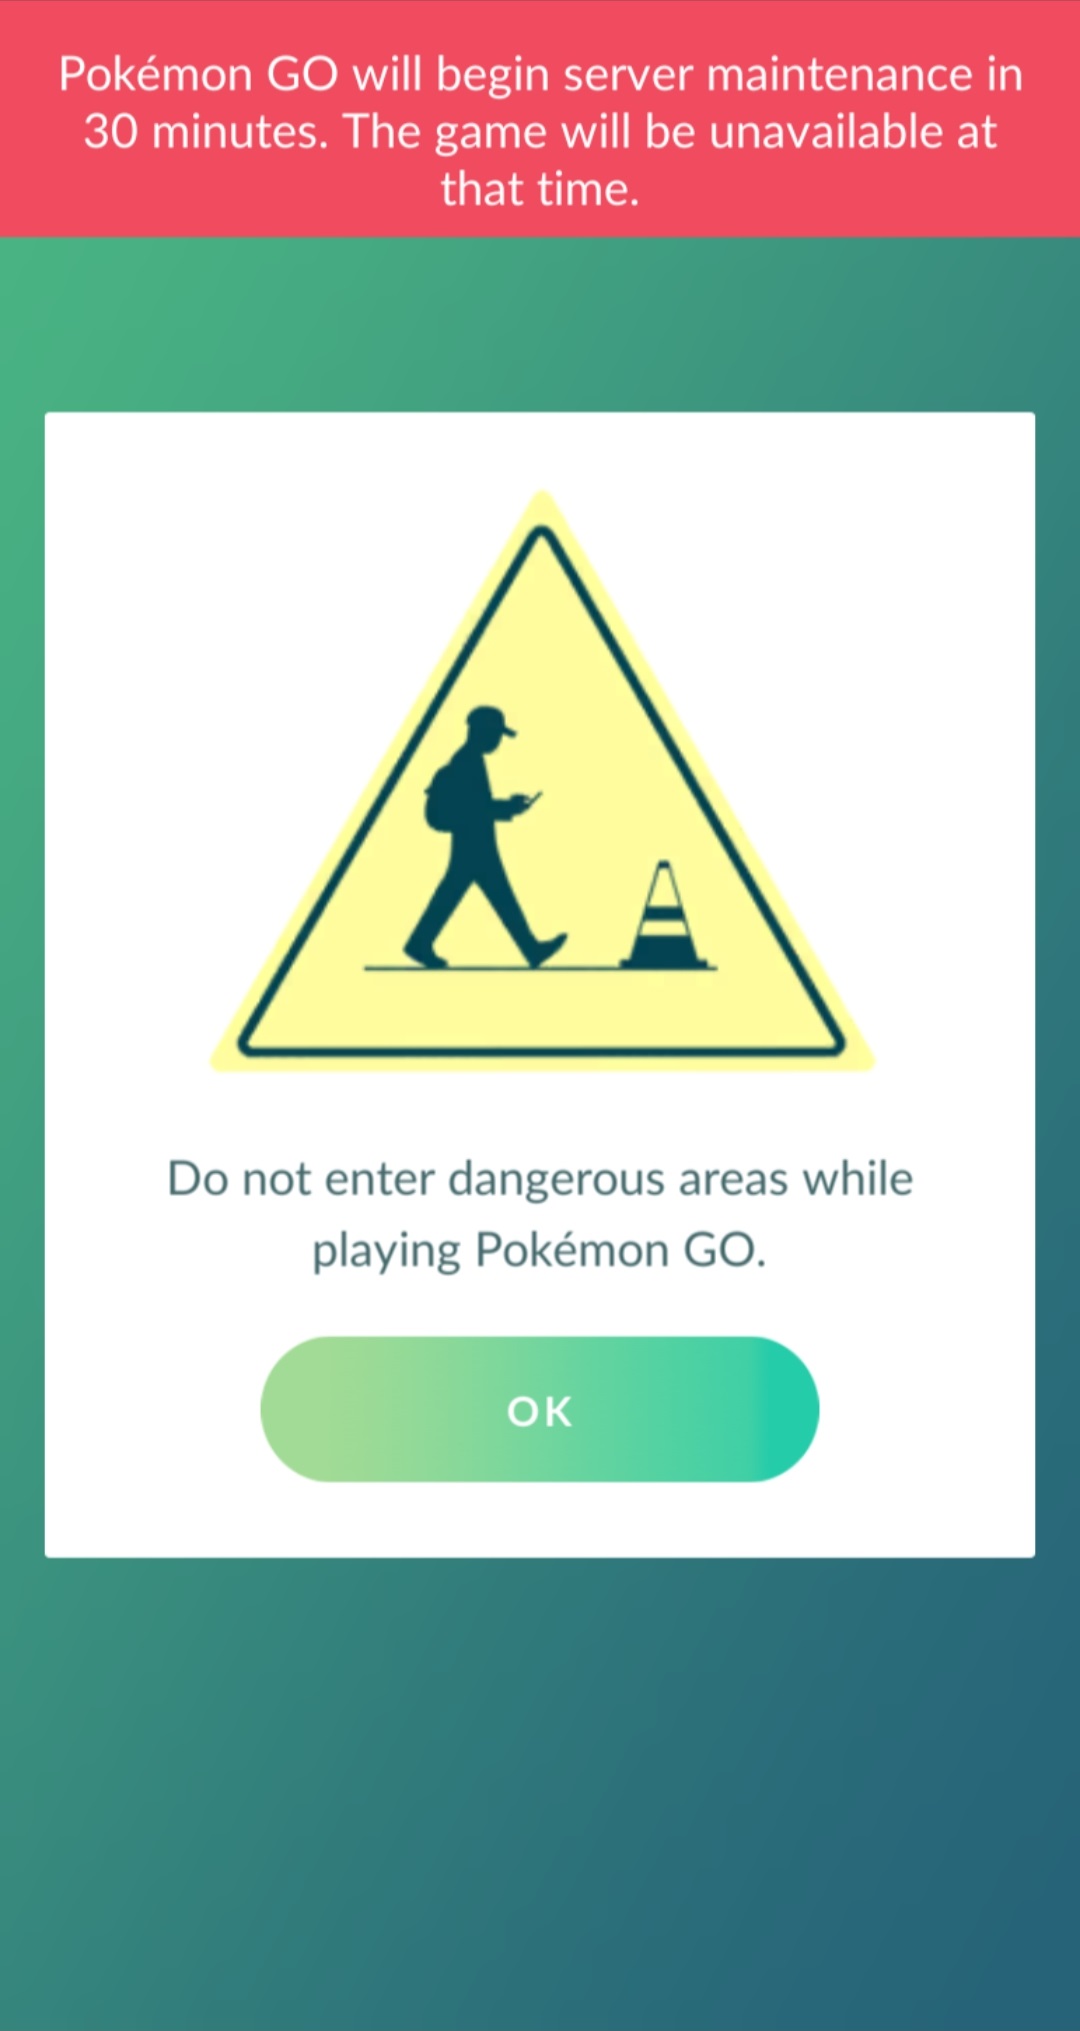 Pokémon GO will begin server maintenance in
30 minutes. The game will be unavailable at
that time.
Do not enter dangerous areas while
playing Pokémon GO.
OK